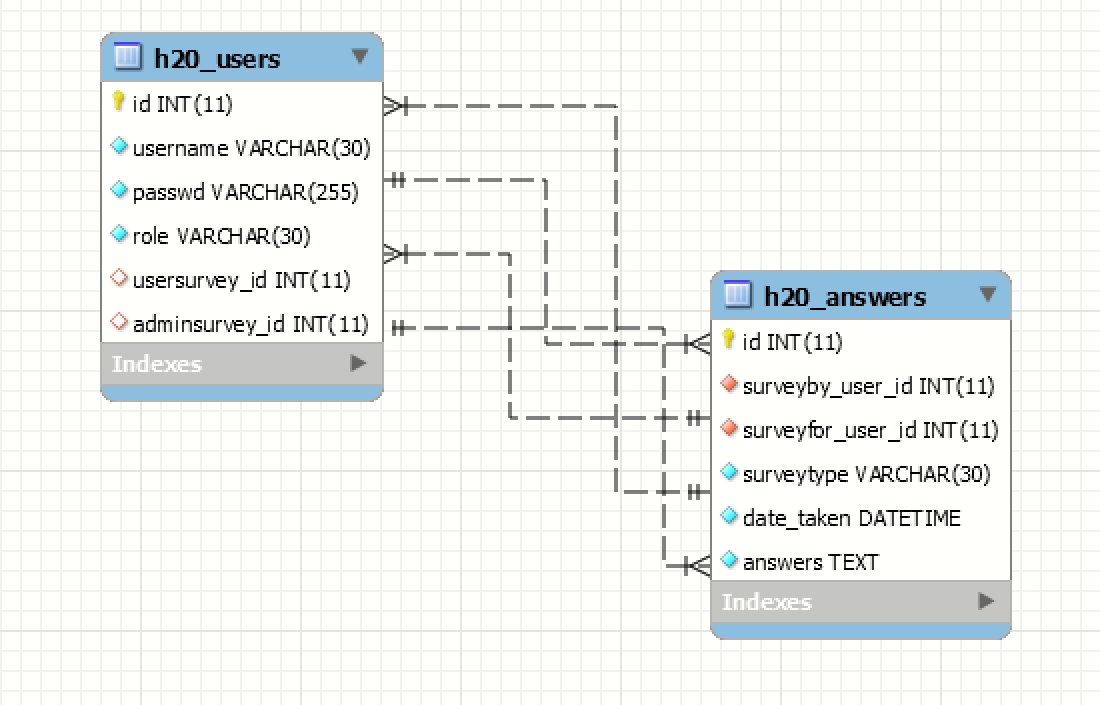 h20_users
id INT(11)
username VARCHAR(30)
passwd VARCHAR(255)
role VARCHAR(30)
usersurvey_id INT(11)
adminsurvey_id INT(11)
Indexes
h20_answers
id INT(11)
surveyby_user_id INT(11)
surveyfor_user_id INT(11)
surveytype VARCHAR(30)
date_taken DATETIME
answers TEXT
Indexes